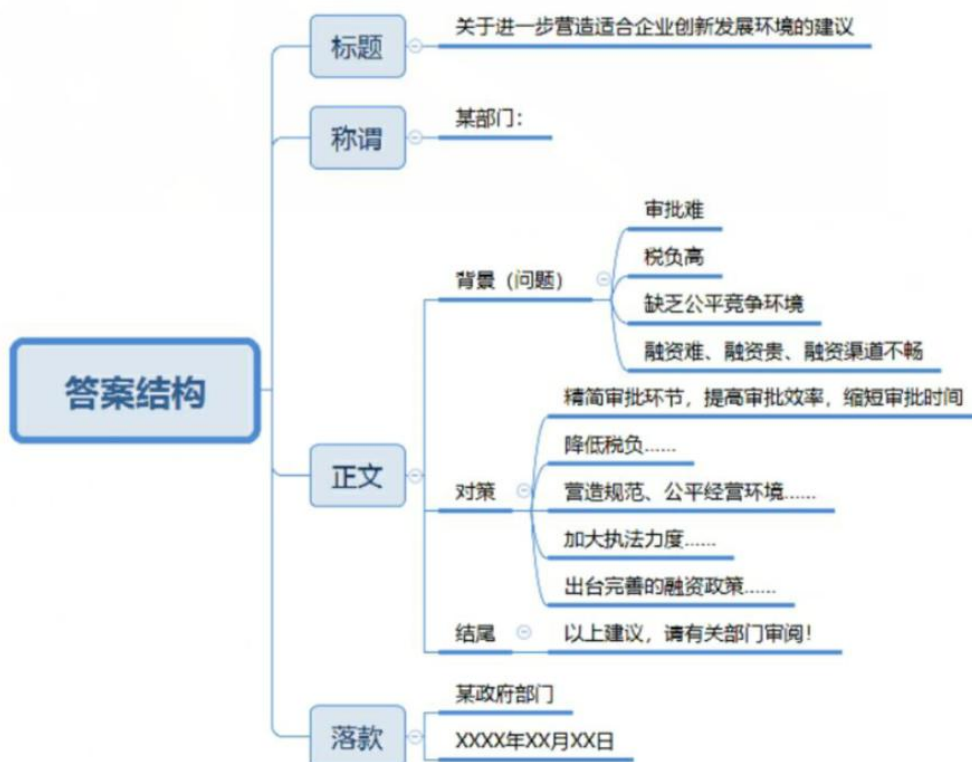 答案结构
标题
关于进一步营造适合企业创新发展环境的建议
称谓
某部门:
正文
背景（问题）
审批难
税负高
缺乏公平竞争环境
融资难、融资贵、融资渠道不畅
对策
精简审批环节，提高审批效率，缩短审批时间
降低税负......
营造规范、公平经营环境......
加大执法力度......
出台完善的融资政策......
结尾
以上建议，请有关部门审阅!
落款
某政府部门
XXXX年XX月XX日